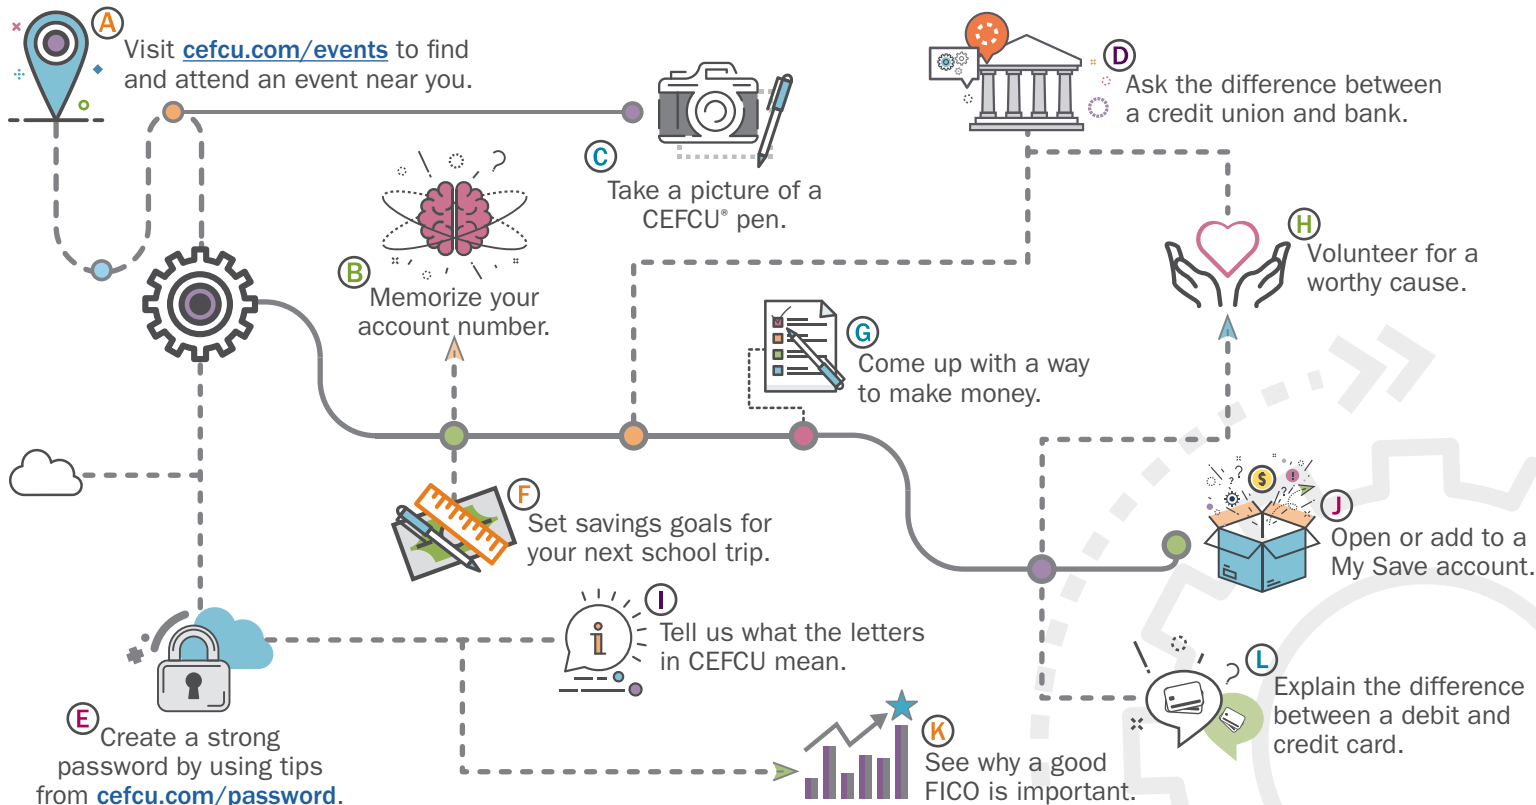 A
Visit cefcu.com/events to find
and attend an event near you.
B
Memorize your
account number.
C
Take a picture of a
CEFCU® pen.
D
Ask the difference between
a credit union and bank.
E
Create a strong
password by using tips
from cefcu.com/password.
F
Set savings goals for
your next school trip.
G
Come up with a way
to make money.
H
Volunteer for a
worthy cause.
I
Tell us what the letters
in CEFCU mean.
i
J
Open or add to a
My Save account.
$
!
?
K
See why a good
FICO is important.
L
Explain the difference
between a debit and
credit card.
?
?